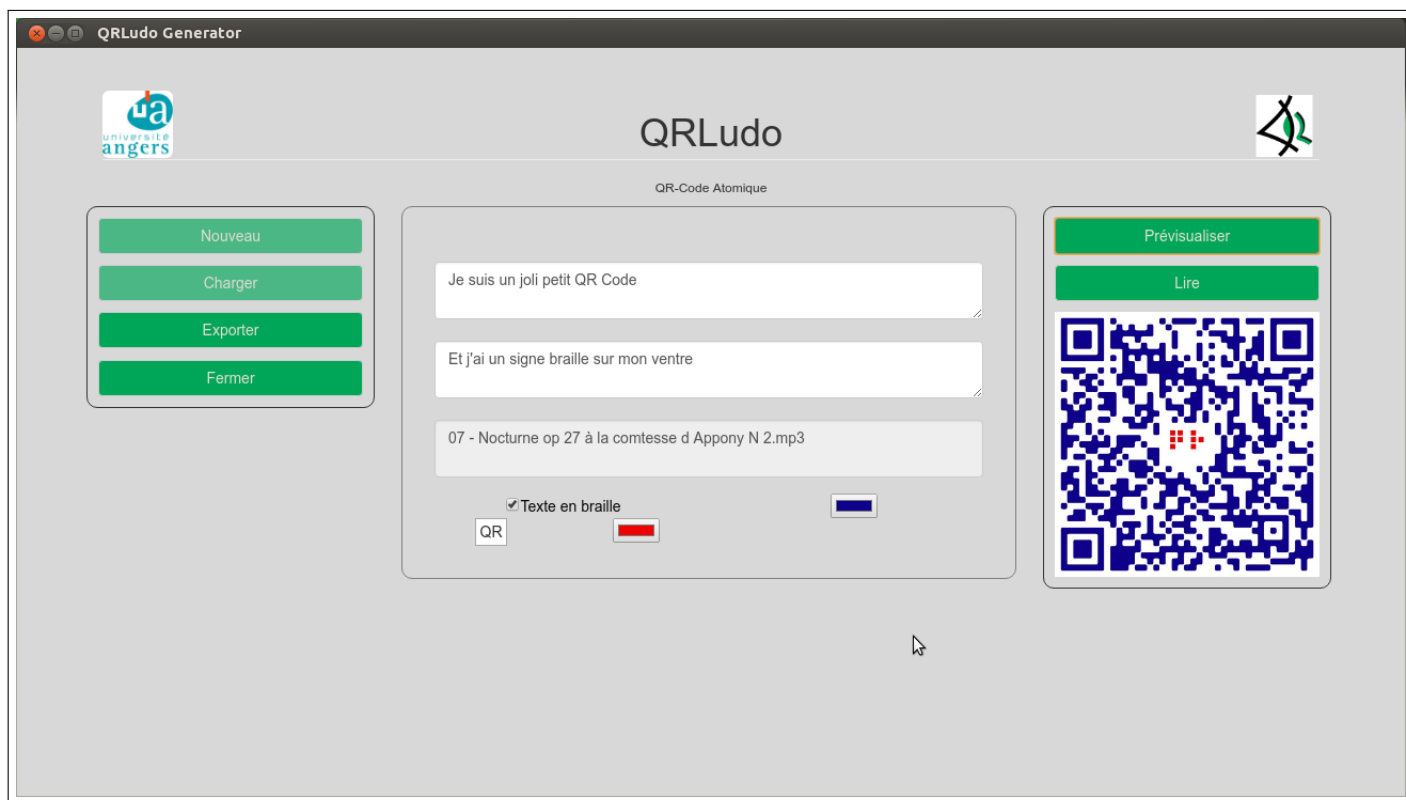 QRLudo Generator
ua
université
angers
QRLudo
QR-Code Atomique
Nouveau
Charger
Exporter
Fermer
Je suis un joli petit QR Code
Et j'ai un signe braille sur mon ventre
07 - Nocturne op 27 à la comtesse d Appony N 2.mp3
Texte en braille
QR
Prévisualiser
Lire